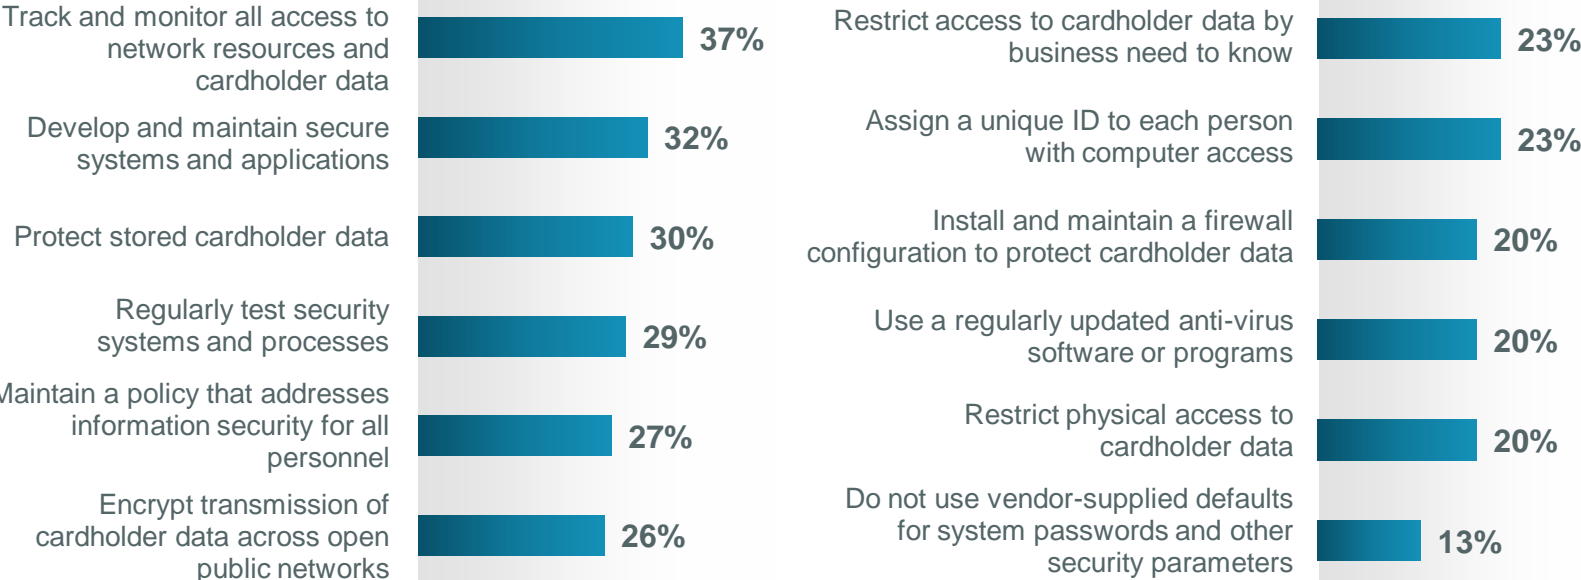 Track and monitor all access to
network resources and
cardholder data
37%
Develop and maintain secure
systems and applications
32%
Protect stored cardholder data
30%
Regularly test security
systems and processes
29%
Maintain a policy that addresses
information security for all
personnel
27%
Encrypt transmission of
cardholder data across open
public networks
26%
Restrict access to cardholder data by
business need to know
23%
Assign a unique ID to each person
with computer access
23%
Install and maintain a firewall
configuration to protect cardholder data
20%
Use a regularly updated anti-virus
software or programs
20%
Restrict physical access to
cardholder data
20%
Do not use vendor-supplied defaults
for system passwords and other
security parameters
13%